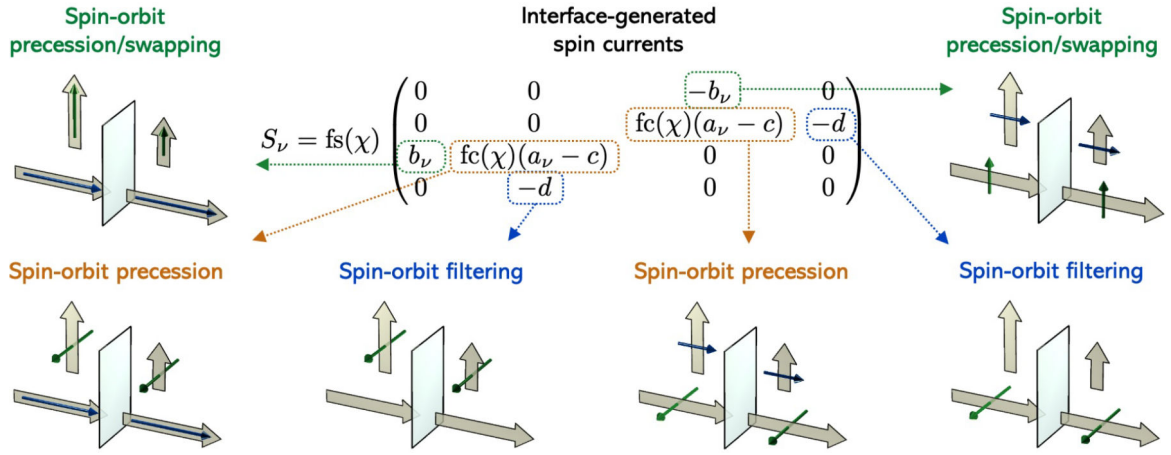 Spin-orbit
precession/swapping
Interface-generated
spin currents
Spin-orbit
precession/swapping
0 0 −b_ν 0
0 0 fc(χ)(a_ν − c) −d
S_ν = fs(χ)
b_ν fc(χ)(a_ν − c) 0 0
0 −d 0 0
Spin-orbit precession
Spin-orbit filtering
Spin-orbit precession
Spin-orbit filtering